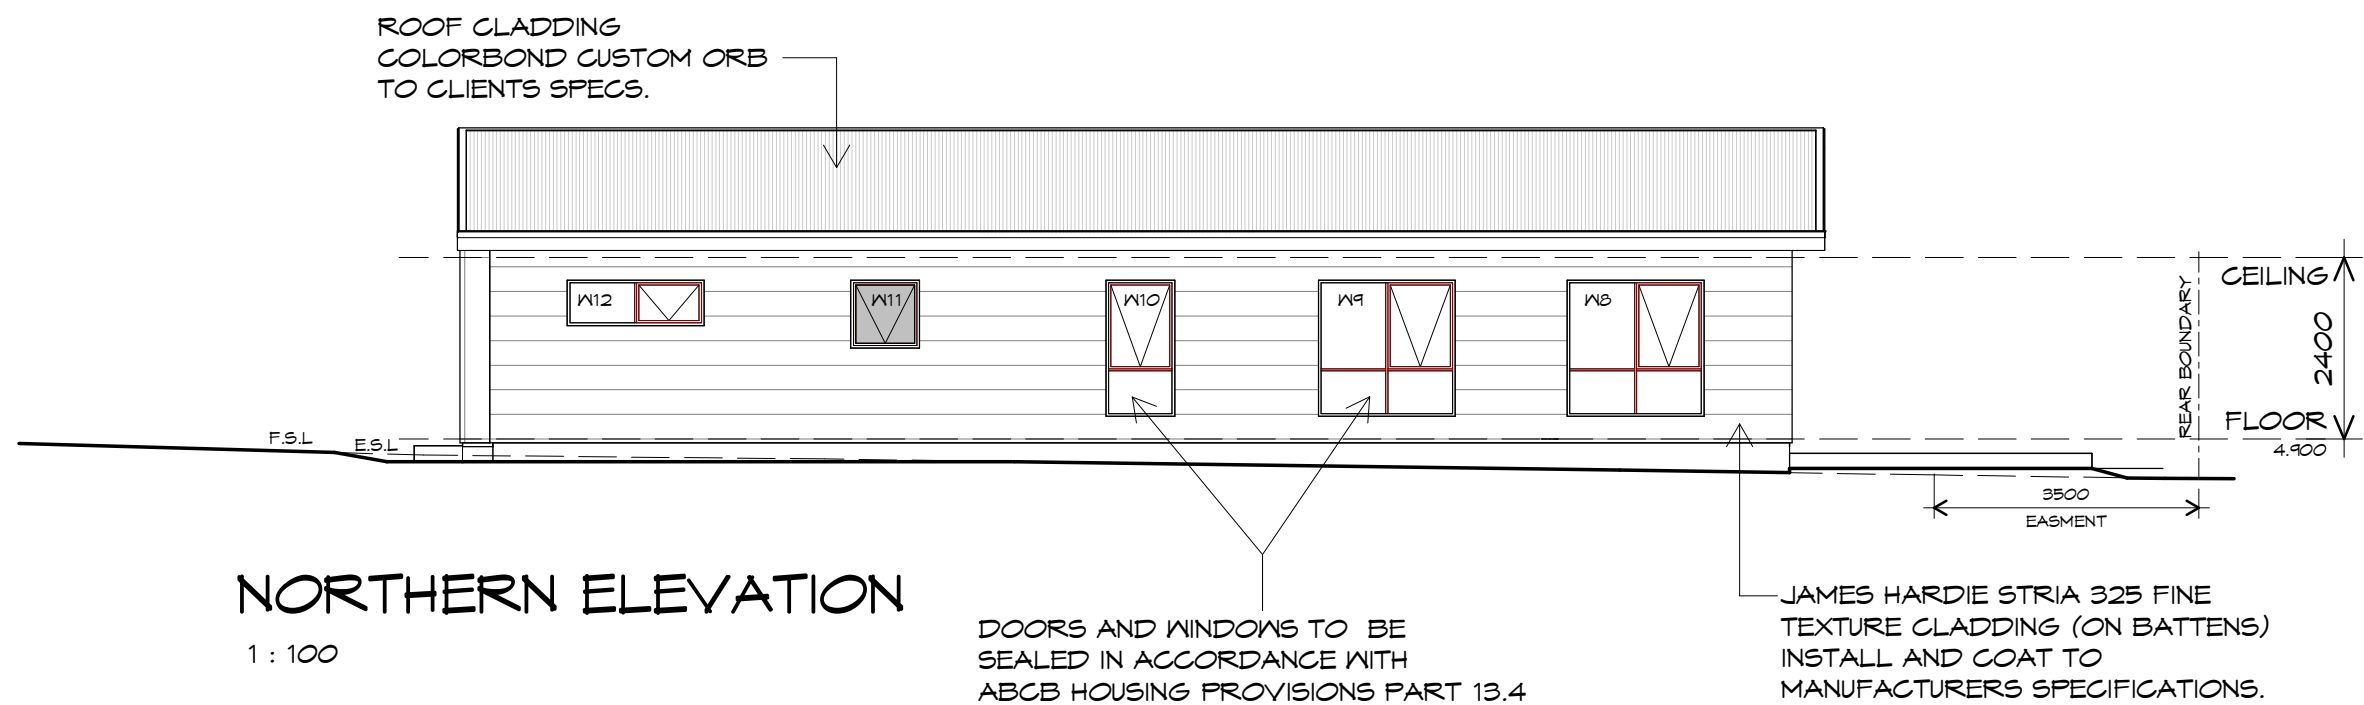 ROOF CLADDING
COLORBOND CUSTOM ORB
TO CLIENTS SPECS.
W12
W11
W10
W9
W8
REAR BOUNDARY
CEILING
2400
FLOOR
4.900
F.S.L
E.S.L
3500
EASMENT
NORTHERN ELEVATION
1 : 100
DOORS AND WINDOWS TO BE
SEALED IN ACCORDANCE WITH
ABCB HOUSING PROVISIONS PART 13.4
JAMES HARDIE STRIA 325 FINE
TEXTURE CLADDING (ON BATTENS)
INSTALL AND COAT TO
MANUFACTURERS SPECIFICATIONS.